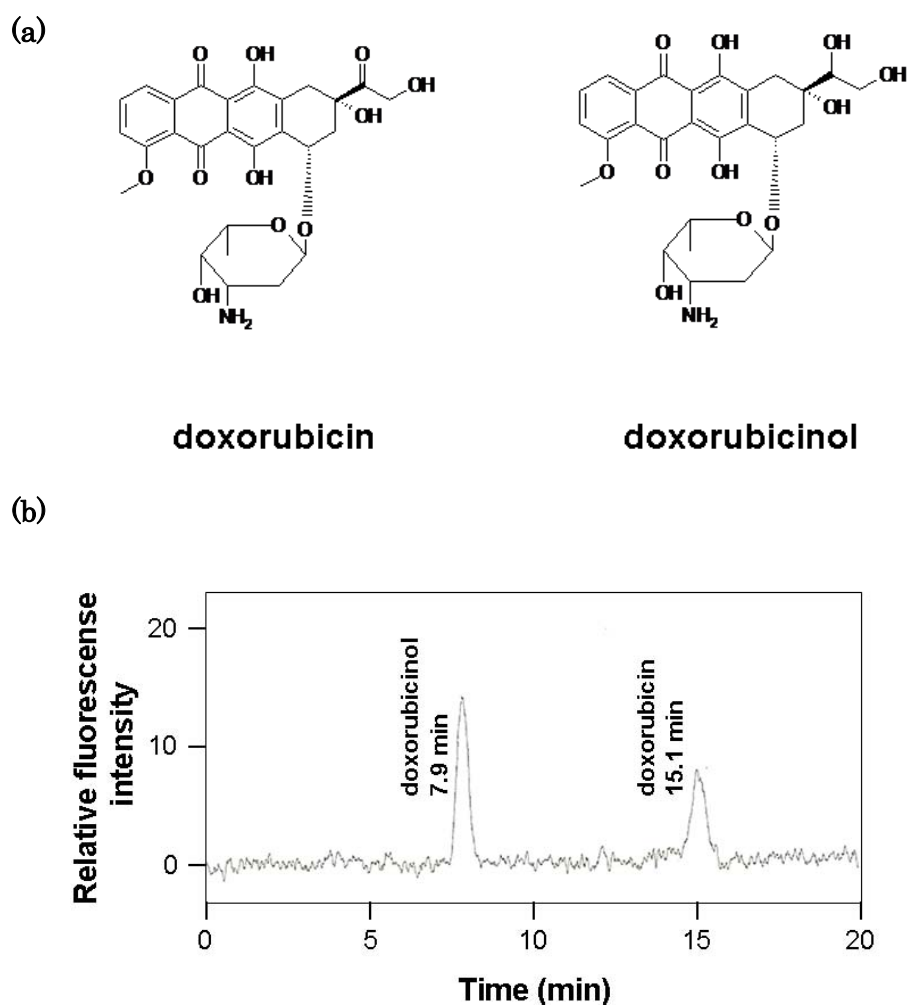 (a)
O OH O
OH
OH
O O OH
O O
OH
NH2
O OH OH
OH
OH
O O OH
O O
OH
NH2
doxorubicin doxorubicinol
(b)
Relative fluorescense
intensity
20
10
0
doxorubicinol
7.9 min
doxorubicin
15.1 min
0 5 10 15 20
Time (min)